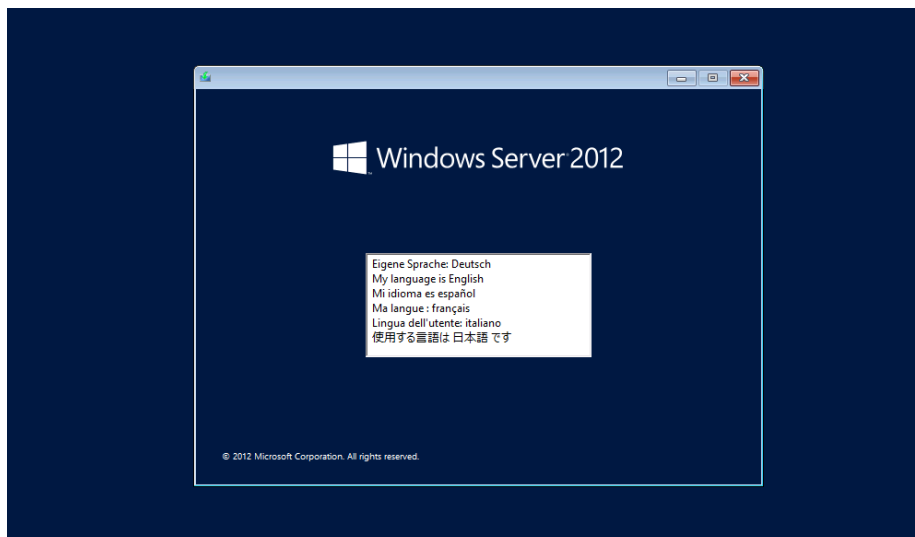 Windows Server 2012
Eigene Sprache: Deutsch
My language is English
Mi idioma es español
Ma langue : français
Lingua dell'utente: italiano
使用する言語は 日本語 です
© 2012 Microsoft Corporation. All rights reserved.